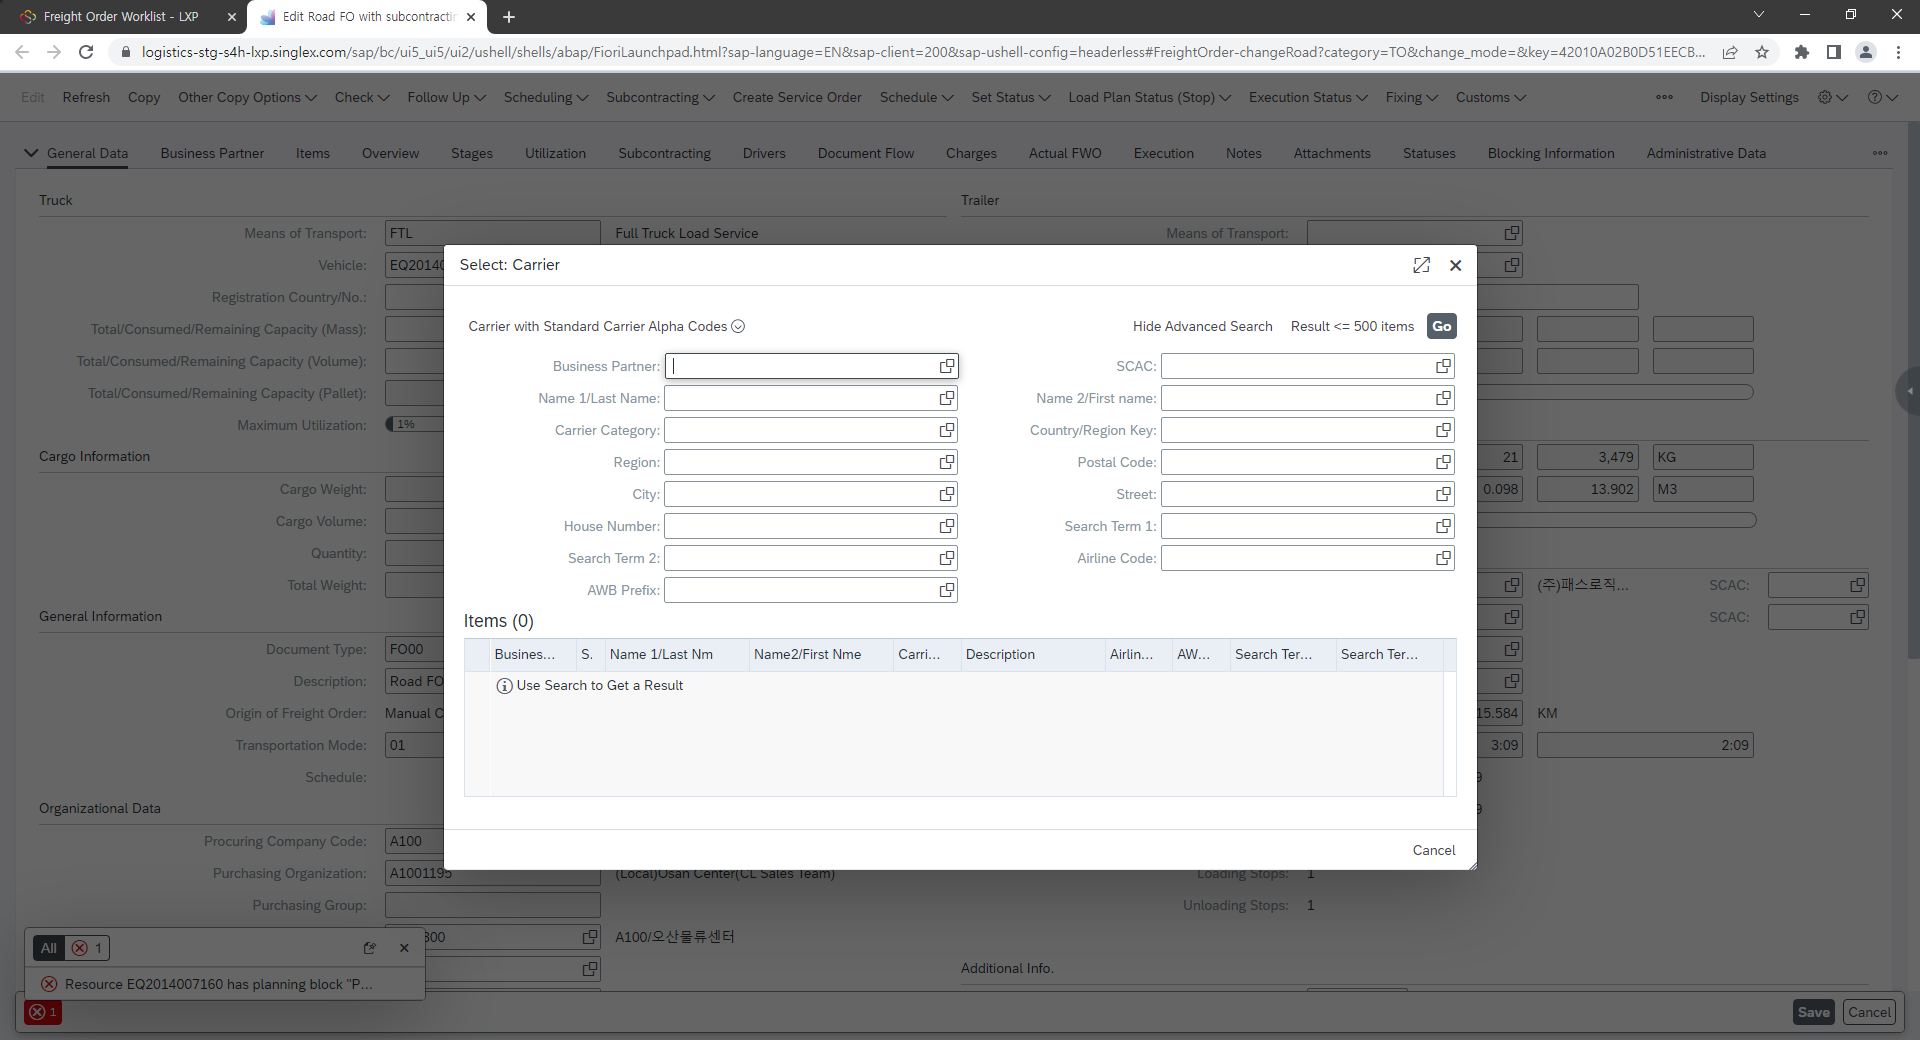 Freight Order Worklist - LXP
Edit Road FO with subcontractin
logistics-stg-s4h-lxp.singlex.com/sap/bc/ui5_ui5/ui2/ushell/shells/abap/FioriLaunchpad.html?sap-language=EN&sap-client=200&sap-ushell-config=headerless#FreightOrder-changeRoad?category=TO&change_mode=&key=42010A02B0D51EECB...
Edit Refresh Copy Other Copy Options Check Follow Up Scheduling Subcontracting Create Service Order Schedule Set Status Load Plan Status (Stop) Execution Status Fixing Customs Display Settings
General Data Business Partner Items Overview Stages Utilization Subcontracting Drivers Document Flow Charges Actual FWO Execution Notes Attachments Statuses Blocking Information Administrative Data
Truck Trailer
Means of Transport: FTL Full Truck Load Service Means of Transport:
Vehicle: EQ20140
Select: Carrier
Registration Country/No.:
Total/Consumed/Remaining Capacity (Mass):
Carrier with Standard Carrier Alpha Codes Hide Advanced Search Result <= 500 items Go
Total/Consumed/Remaining Capacity (Volume):
Business Partner: SCAC:
Total/Consumed/Remaining Capacity (Pallet):
Name 1/Last Name: Name 2/First name:
Maximum Utilization: 1%
Carrier Category: Country/Region Key:
Cargo Information
Region: Postal Code: 21 3,479 KG
Cargo Weight:
City: Street: 0.098 13.902 M3
Cargo Volume:
House Number: Search Term 1:
Quantity:
Search Term 2: Airline Code:
Total Weight: (주)패스로직... SCAC:
AWB Prefix:
General Information SCAC:
Items (0)
Document Type: FO00
Busines... S. Name 1/Last Nm Name2/First Nme Carri... Description Airlin... AW... Search Ter... Search Ter...
Description: Road FO
Use Search to Get a Result
Origin of Freight Order: Manual C 15.584 KM
Transportation Mode: 01 3:09 2:09
Schedule: 9
Organizational Data 9
Procuring Company Code: A100
Cancel
Purchasing Organization: A1001195 (Local)Osan Center(CL Sales Team) Loading Stops: 1
Purchasing Group: Unloading Stops: 1
300 A100/오산물류센터
All 1
Additional Info.
Resource EQ2014007160 has planning block "P...
1 Save Cancel